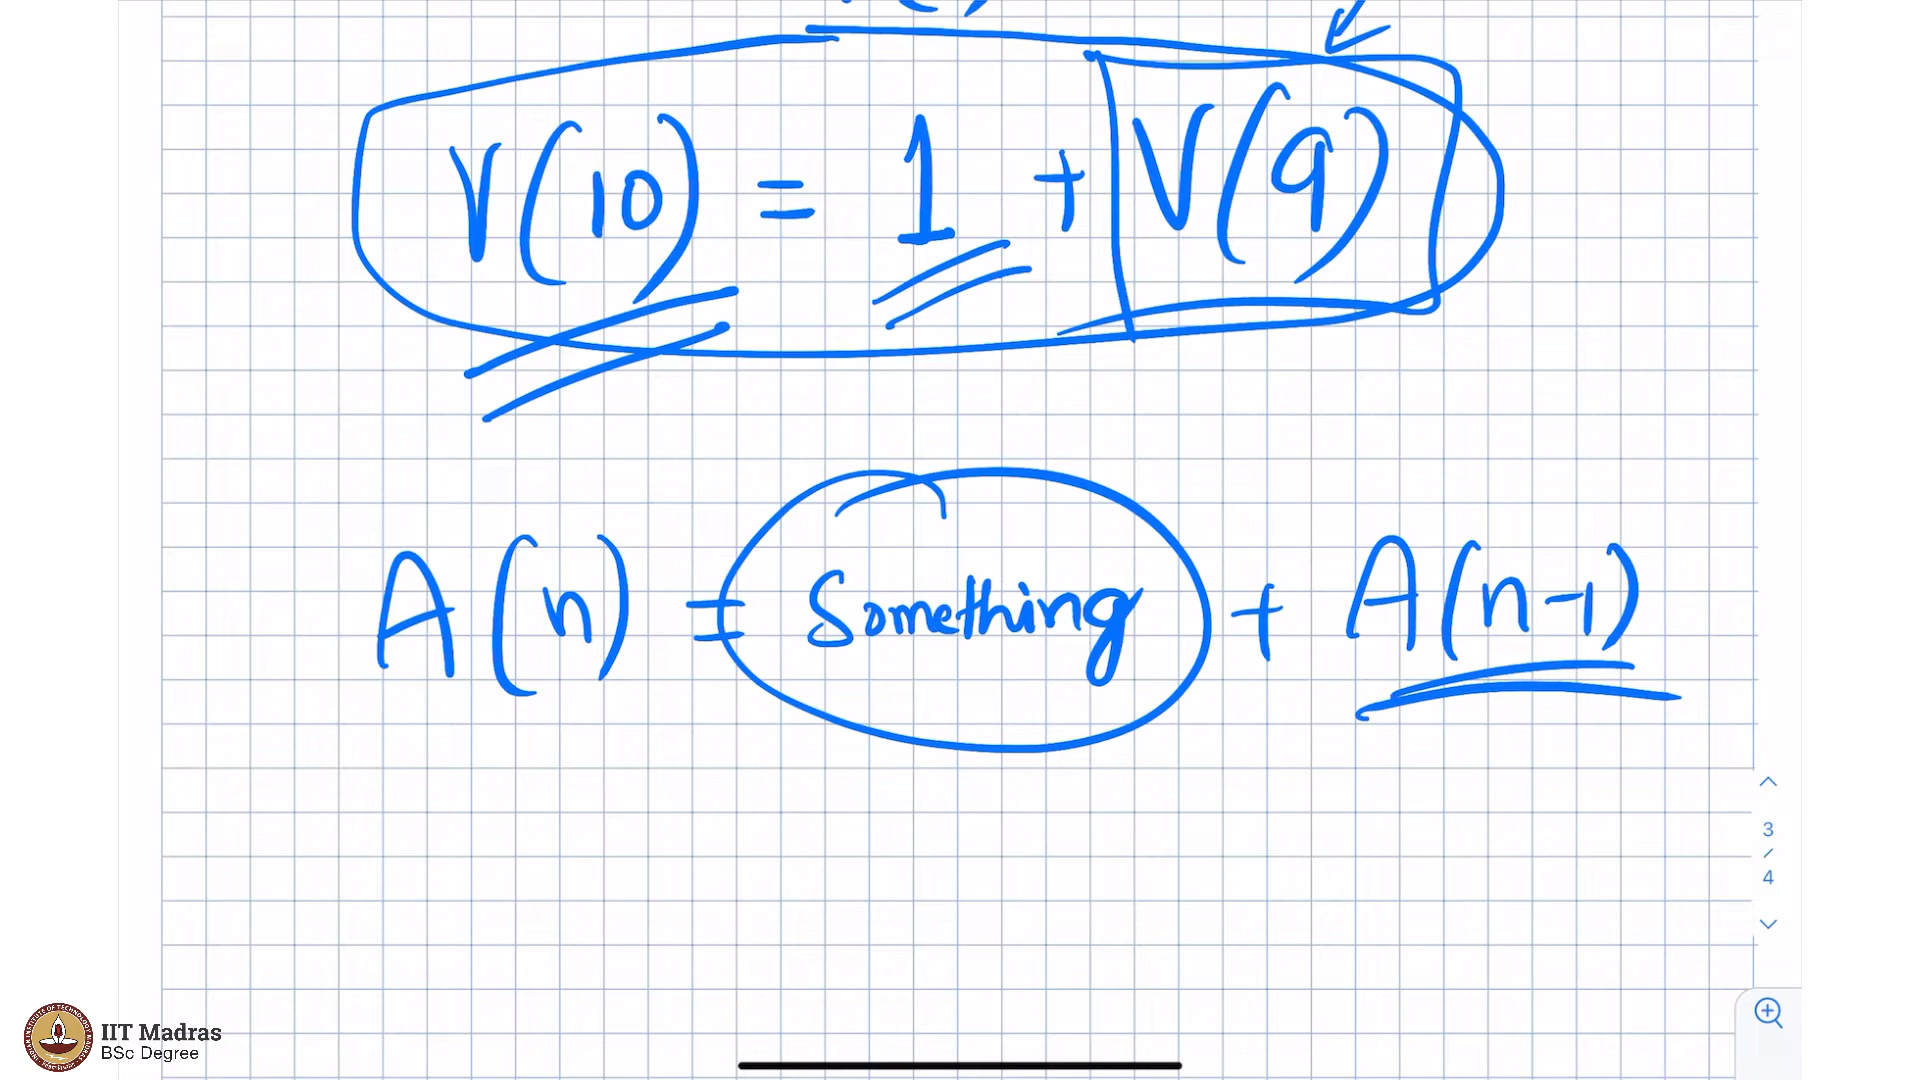 V(10) = 1 + V(9)
A(n) = Something + A(n-1)
3
/
4
IIT Madras
BSc Degree